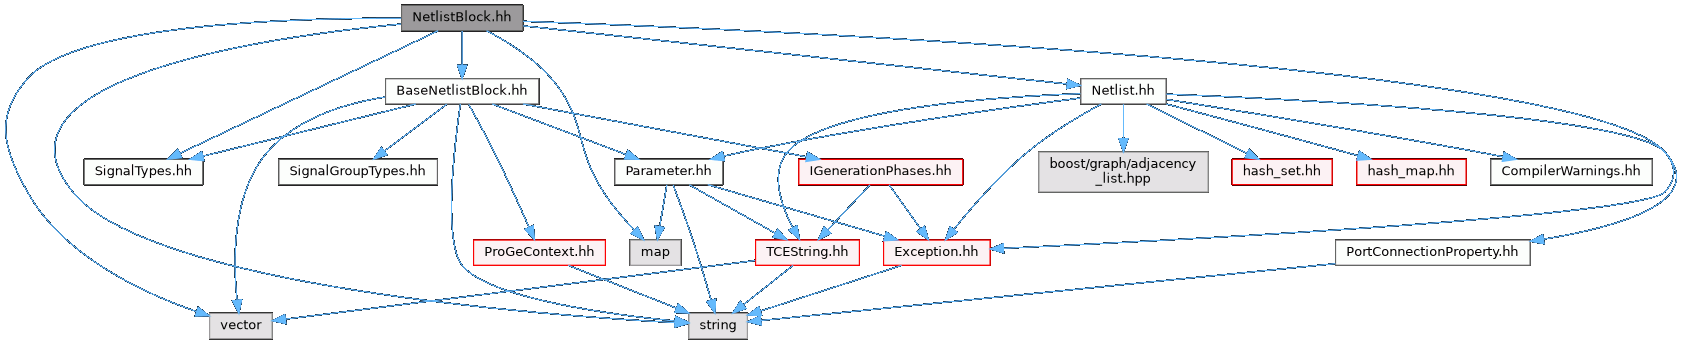 NetlistBlock.hh
BaseNetlistBlock.hh
Netlist.hh
SignalTypes.hh
SignalGroupTypes.hh
Parameter.hh
IGenerationPhases.hh
boost/graph/adjacency
_list.hpp
hash_set.hh
hash_map.hh
CompilerWarnings.hh
ProGeContext.hh
map
TCEString.hh
Exception.hh
PortConnectionProperty.hh
vector
string